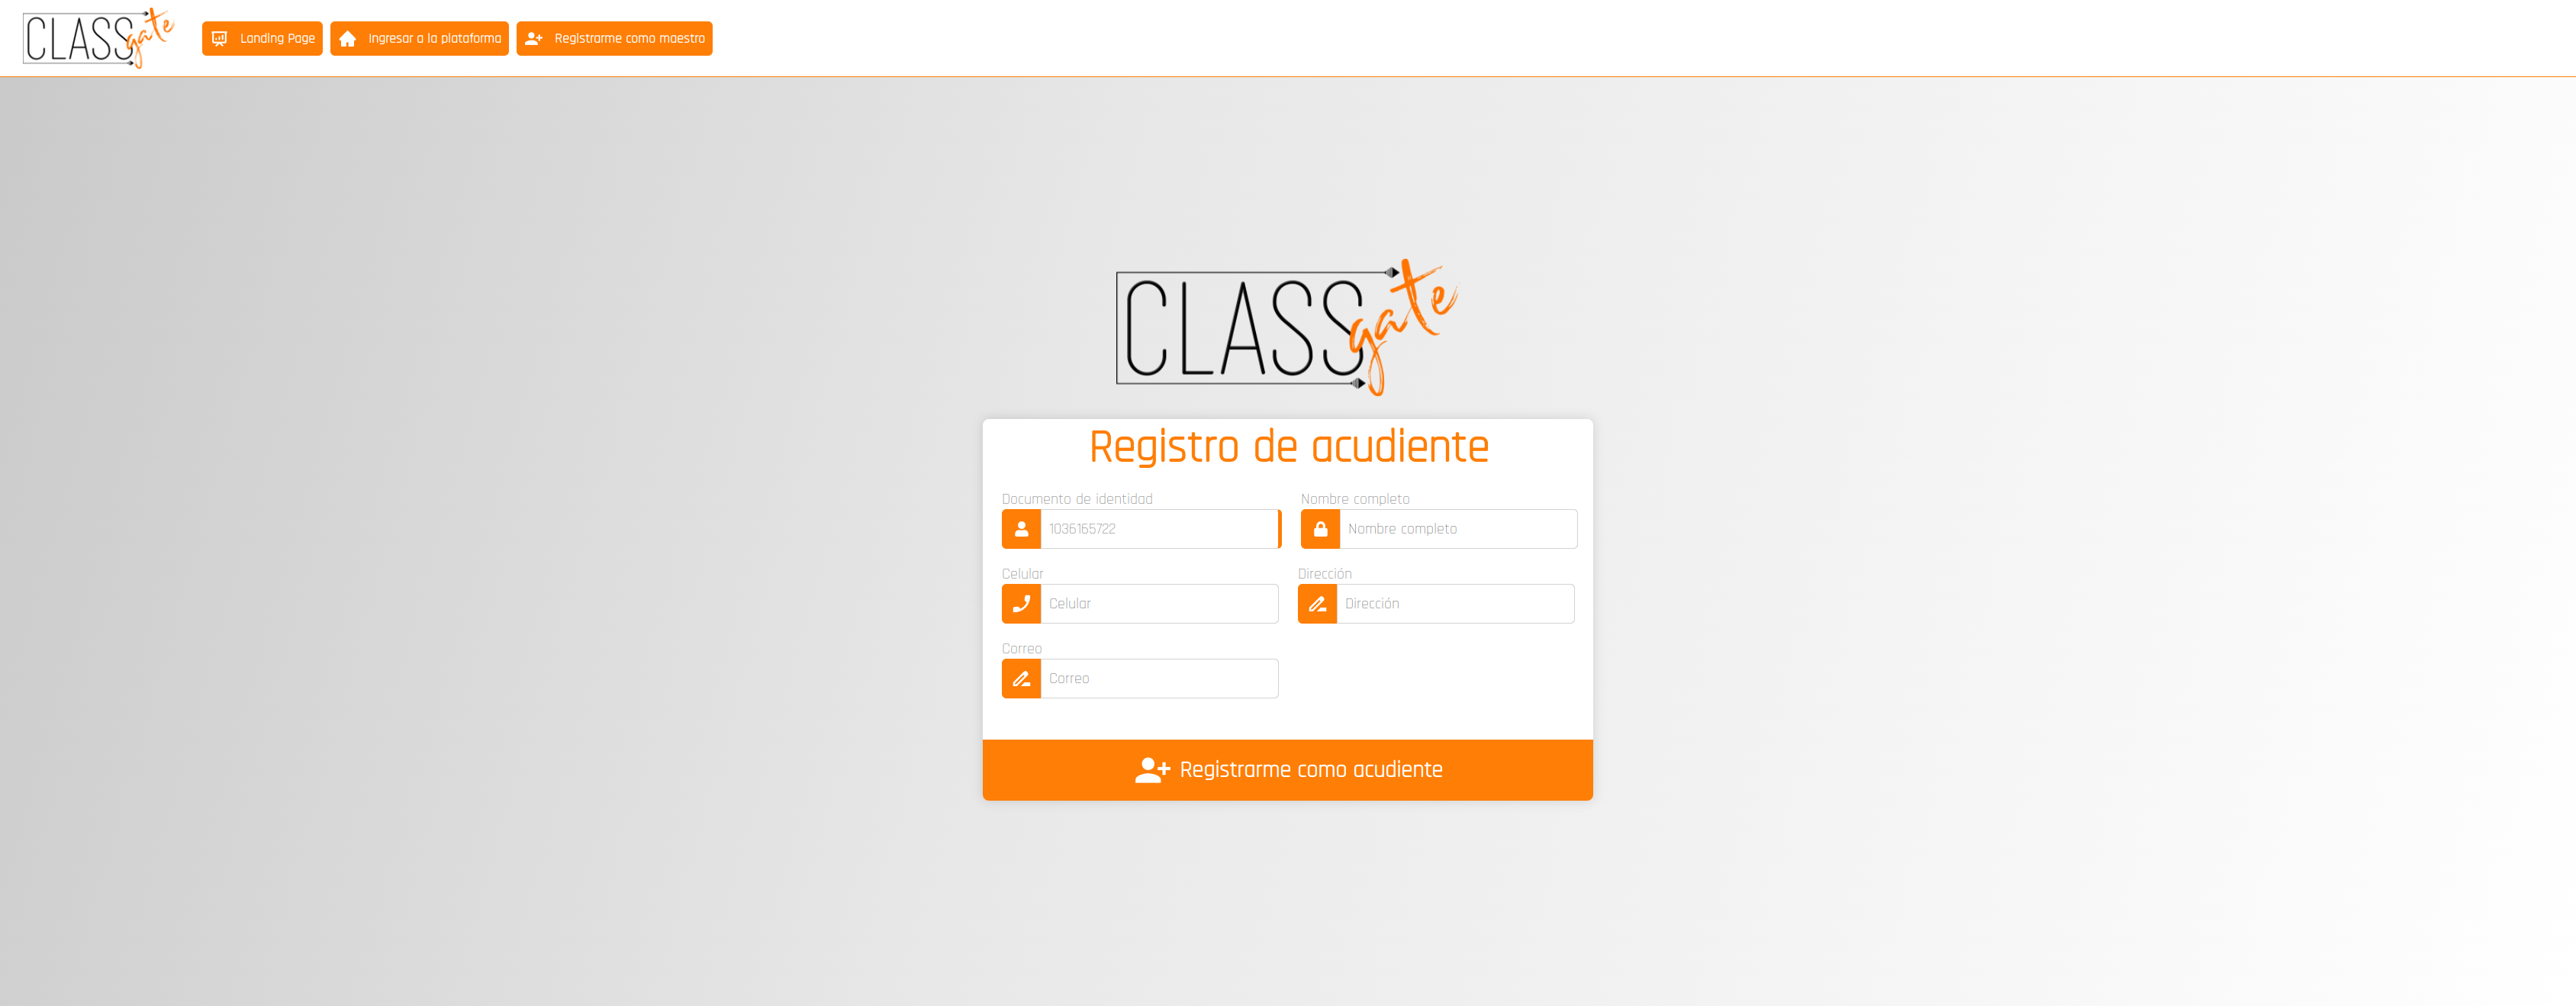 CLASSgate
Landing Page
Ingresar a la plataforma
Registrarme como maestro
CLASSgate
Registro de acudiente
Documento de identidad
Nombre completo
1036165722
Nombre completo
Celular
Dirección
Celular
Dirección
Correo
Correo
Registrarme como acudiente